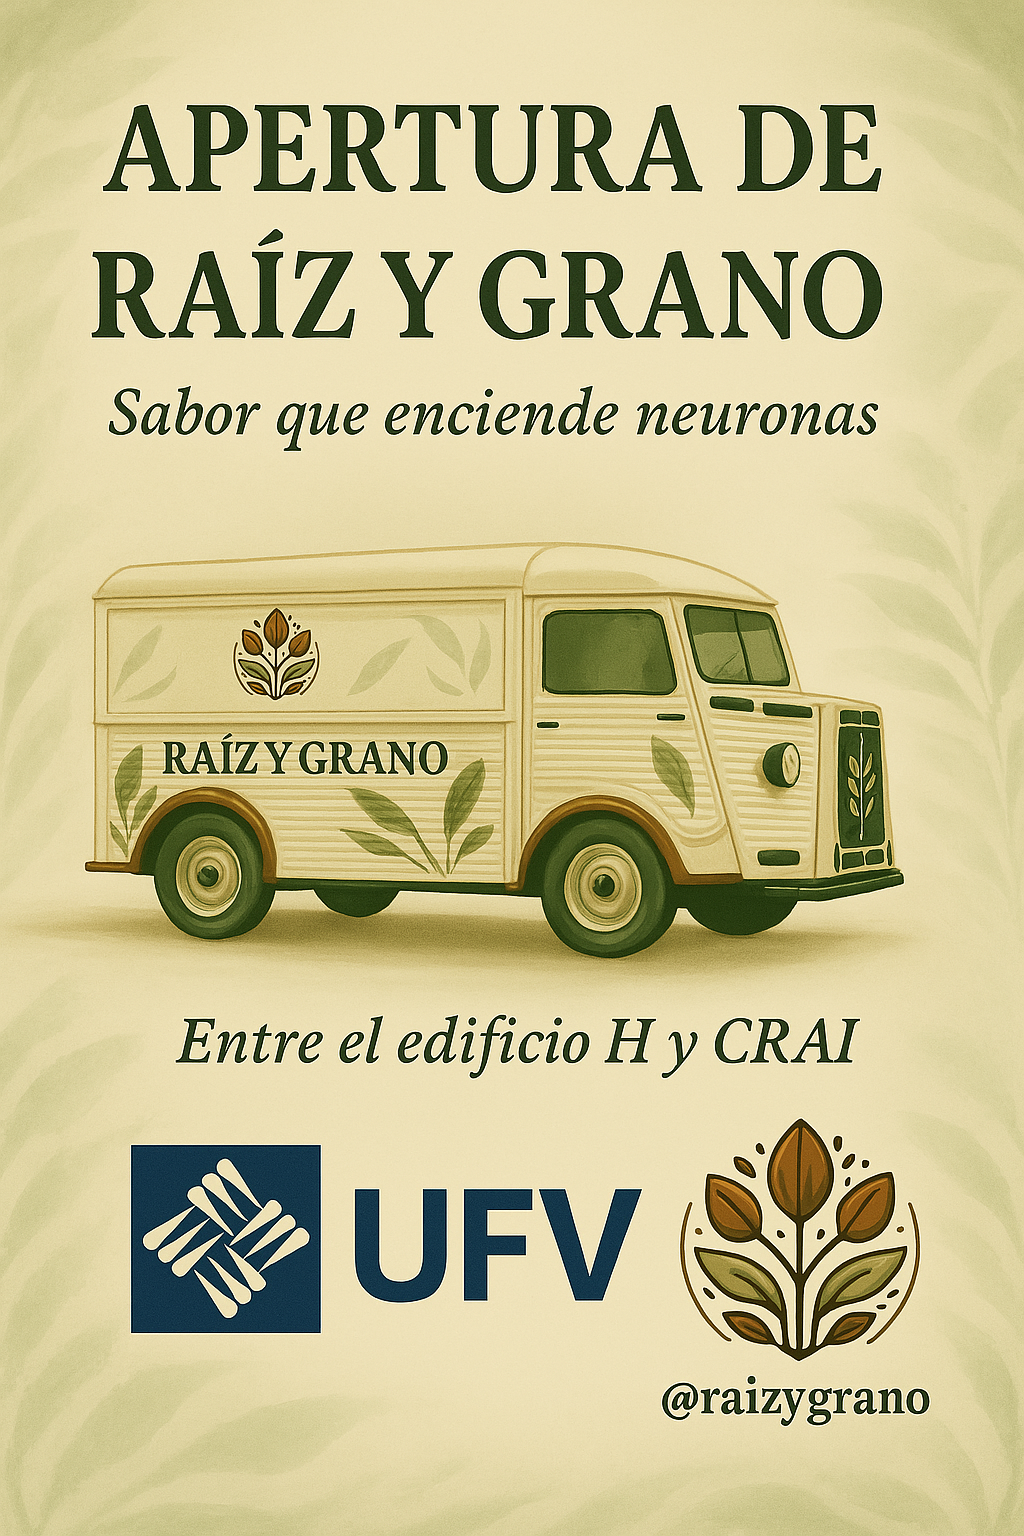 APERTURA DE
RAÍZ Y GRANO
Sabor que enciende neuronas
RAÍZ Y GRANO
Entre el edificio H y CRAI
UFV
@raizygrano